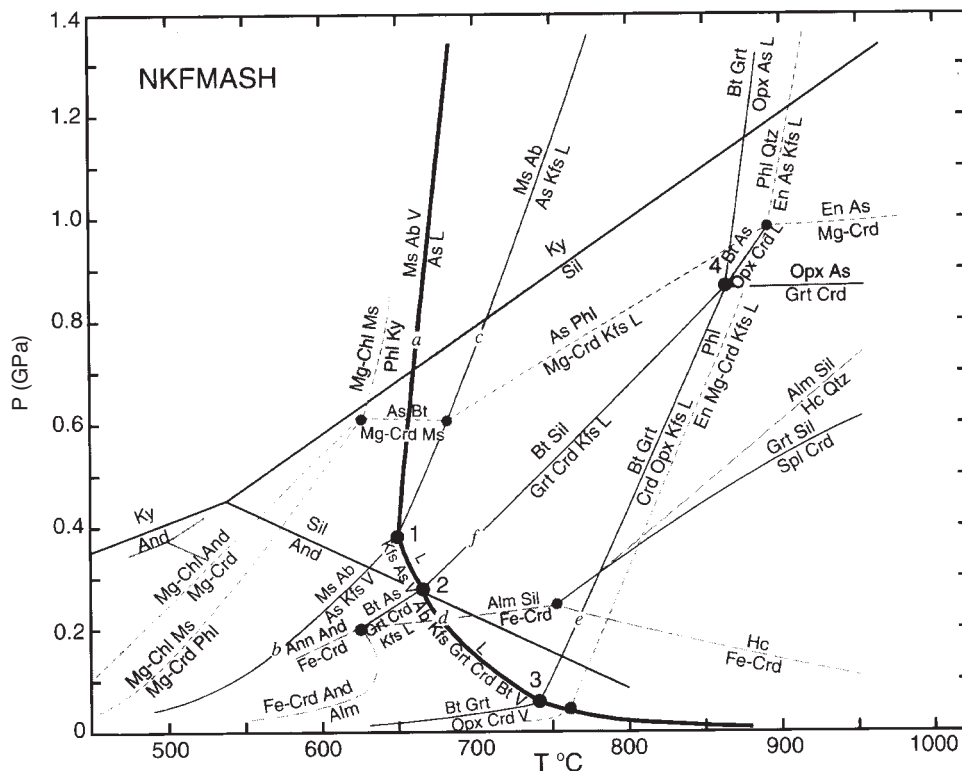 NKFMASH
P (GPa)
1.4
1.2
1.0
0.8
0.6
0.4
0.2
0
500
550
600
650
700
750
800
850
900
1000
T °C
Ms Ab V
As L
a
Ms Ab
As Kfs L
c
Bt Grt
Opx As L
Phl Qtz
En As Kfs L
En As
Mg-Crd
Bt As
Opx Crd L
4
Opx As
Grt Crd
Ky
Sil
As Phl
Mg-Crd Kfs L
Mg-Chl Ms
Phl Ky
As Bt
Mg-Crd Ms
Phl
En Mg-Crd Kfs L
Bt Sil
Grt Crd Kfs L
f
Bt Grt
Crd Opx Kfs L
e
Alm Sil
Hc Qtz
Grt Sil
Spl Crd
Ky
And
Sil
And
1
L
Kfs As V
2
Mg-Chl And
Mg-Crd
Mg-Chl Ms
Mg-Crd Phl
Ms Ab
As Kfs V
b
Bt As
Grt Crd
Kfs L
Ann And
Fe-Crd
d
Alm Sil
Fe-Crd
L
Ab Kfs Grt Crd Bt V
Hc
Fe-Crd
Fe-Crd And
Alm
3
Bt Grt
Opx Crd V